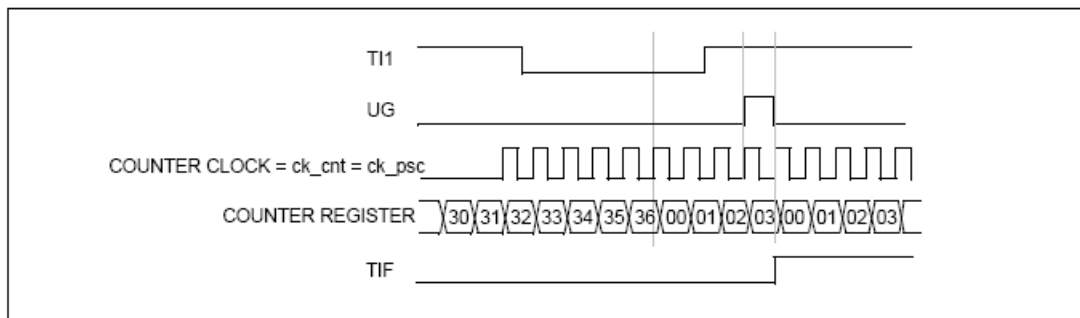 TI1
UG
COUNTER CLOCK = ck_cnt = ck_psc
COUNTER REGISTER 30 31 32 33 34 35 36 00 01 02 03 00 01 02 03
TIF